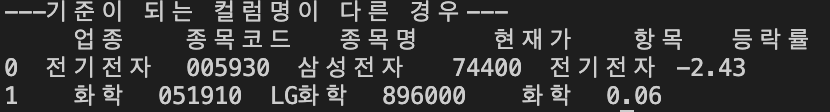 ---기준이 되는 컬럼명이 다른 경우---
업종 종목코드 종목명 현재가 항목 등락률
0 전기전자 005930 삼성전자 74400 전기전자 -2.43
1 화학 051910 LG화학 896000 화학 0.06